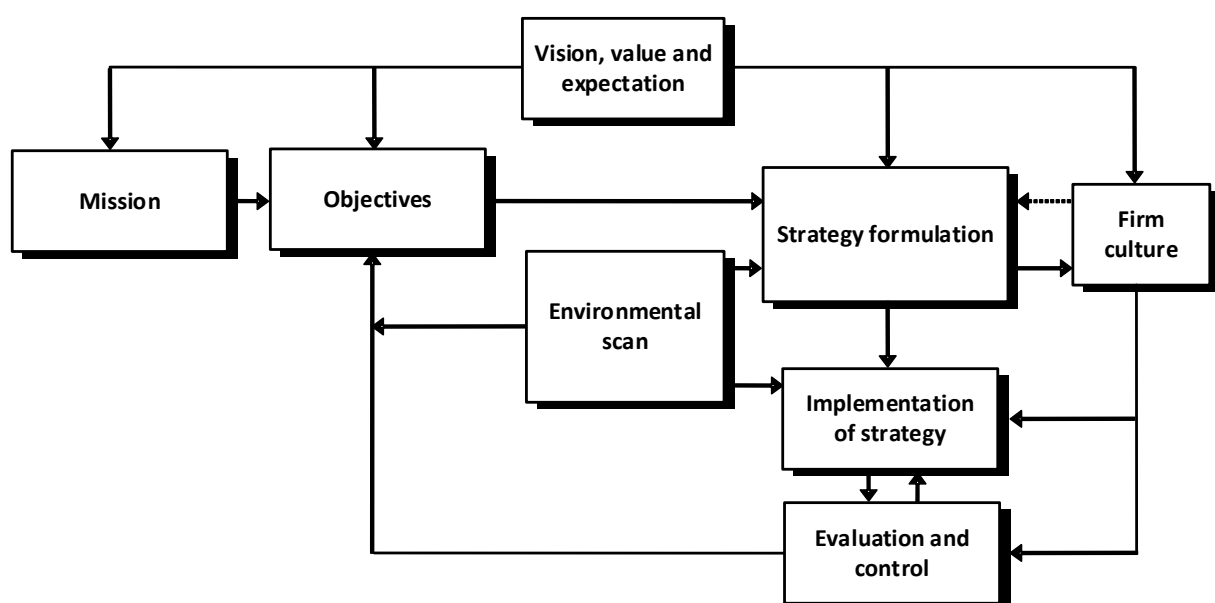 Vision, value and
expectation
Mission
Objectives
Strategy formulation
Firm
culture
Environmental
scan
Implementation
of strategy
Evaluation and
control